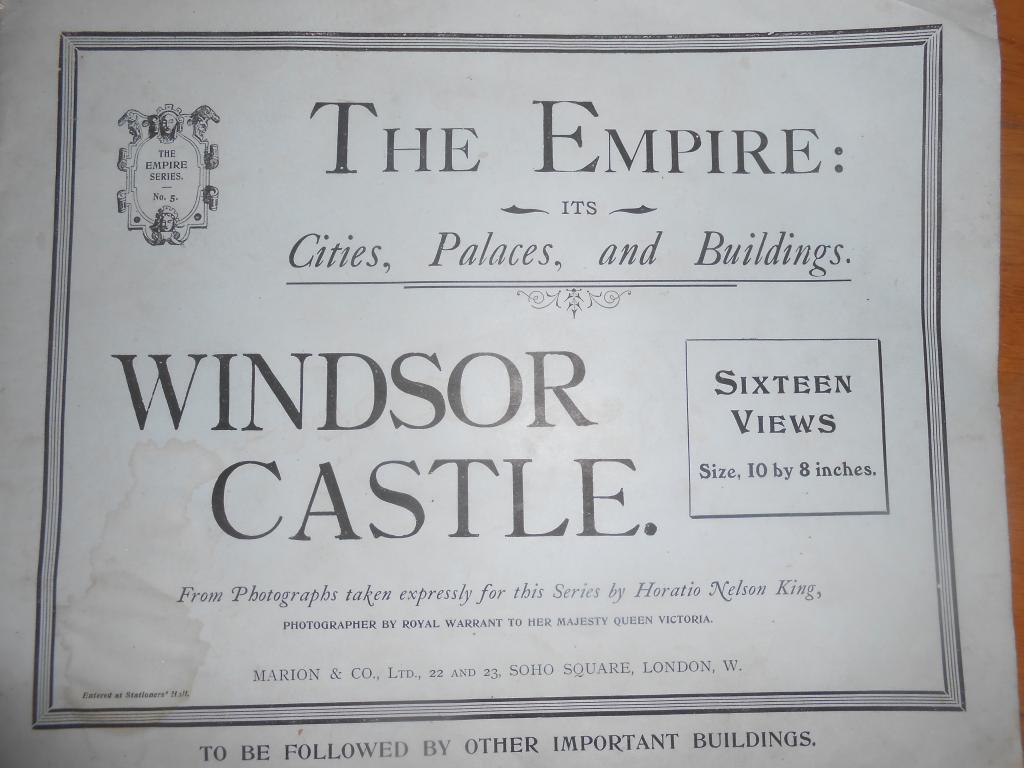 THE
EMPIRE
SERIES.
No. 5.
THE EMPIRE:
ITS
Cities, Palaces, and Buildings.
WINDSOR
CASTLE.
SIXTEEN
VIEWS
Size, 10 by 8 inches.
From Photographs taken expressly for this Series by Horatio Nelson King,
PHOTOGRAPHER BY ROYAL WARRANT TO HER MAJESTY QUEEN VICTORIA.
MARION & CO., LTD., 22 AND 23, SOHO SQUARE, LONDON, W.
Entered at Stationers' Hall.
TO BE FOLLOWED BY OTHER IMPORTANT BUILDINGS.